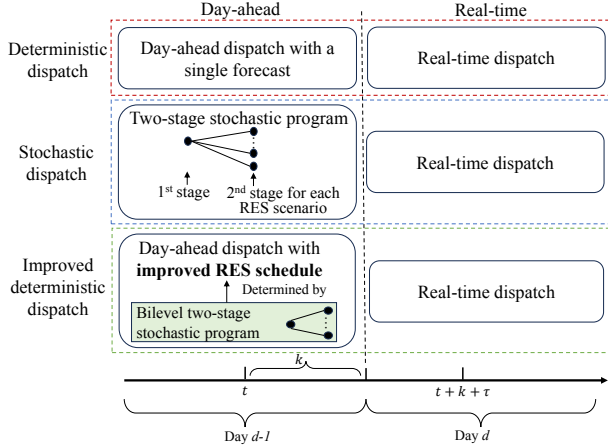 Day-ahead
Real-time
Deterministic
dispatch
Day-ahead dispatch with a
single forecast
Real-time dispatch
Stochastic
dispatch
Two-stage stochastic program
1st stage
2nd stage for each
RES scenario
Real-time dispatch
Improved
deterministic
dispatch
Day-ahead dispatch with
improved RES schedule
Determined by
Bilevel two-stage
stochastic program
Real-time dispatch
k
t
t + k + τ
Day d-1
Day d